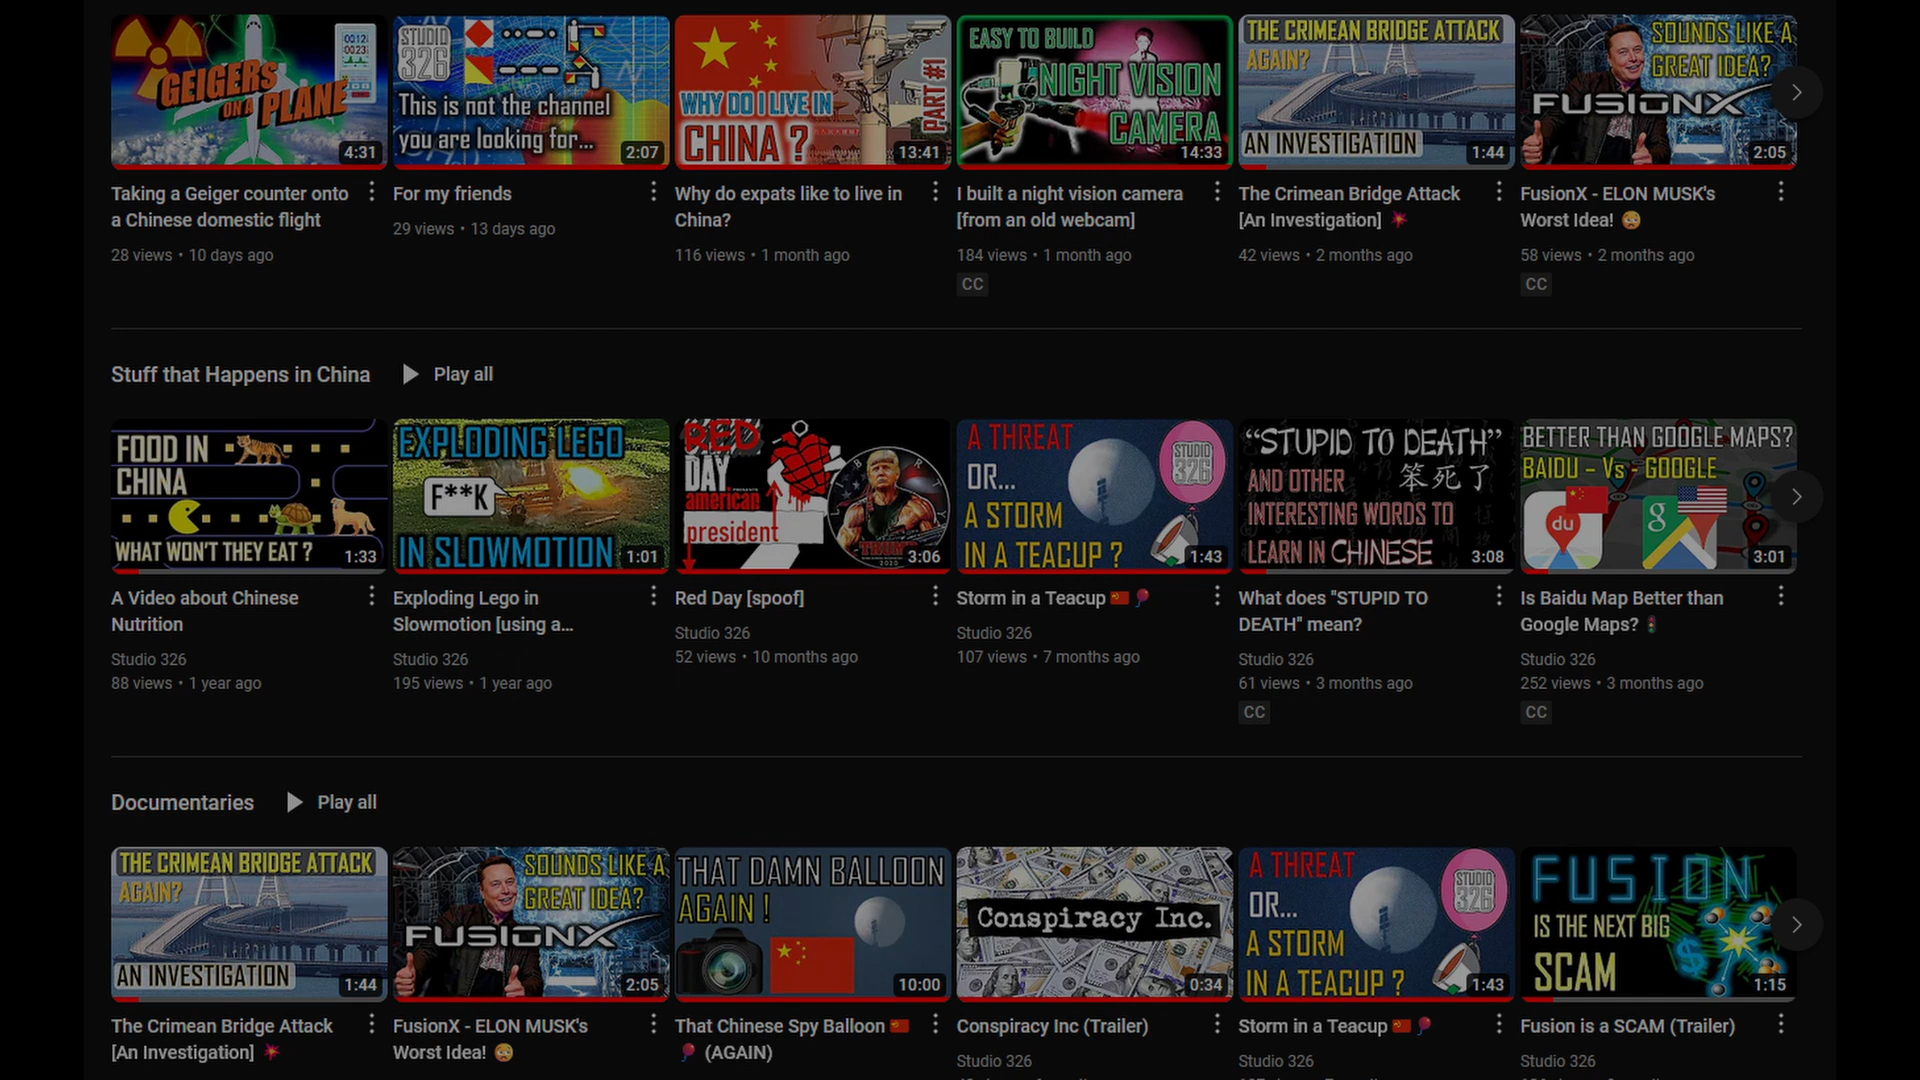 GEIGERS
ON A PLANE
00.12
00.23
4:31
STUDIO
326
This is not the channel
you are looking for...
2:07
WHY DO I LIVE IN
CHINA ?
PART #1
13:41
EASY TO BUILD
NIGHT VISION
CAMERA
14:33
THE CRIMEAN BRIDGE ATTACK
AGAIN?
AN INVESTIGATION
1:44
SOUNDS LIKE A
GREAT IDEA?
FUSIONX
2:05
Taking a Geiger counter onto
a Chinese domestic flight
28 views • 10 days ago
For my friends
29 views • 13 days ago
Why do expats like to live in
China?
116 views • 1 month ago
I built a night vision camera
[from an old webcam]
184 views • 1 month ago
CC
The Crimean Bridge Attack
[An Investigation] 💥
42 views • 2 months ago
FusionX - ELON MUSK's
Worst Idea! 😳
58 views • 2 months ago
CC
Stuff that Happens in China
Play all
FOOD IN
CHINA
WHAT WON'T THEY EAT ?
1:33
EXPLODING LEGO
F**K
IN SLOWMOTION
1:01
RED
DAY
american
president
TRUMP
2020
3:06
A THREAT
OR...
A STORM
IN A TEACUP ?
STUDIO
326
1:43
“STUPID TO DEATH”
AND OTHER 笨死了
INTERESTING WORDS TO
LEARN IN CHINESE
3:08
BETTER THAN GOOGLE MAPS?
BAIDU - Vs - GOOGLE
du
g
3:01
A Video about Chinese
Nutrition
Studio 326
88 views • 1 year ago
Exploding Lego in
Slowmotion [using a...
Studio 326
195 views • 1 year ago
Red Day [spoof]
Studio 326
52 views • 10 months ago
Storm in a Teacup 🇨🇳 🎈
Studio 326
107 views • 7 months ago
What does "STUPID TO
DEATH" mean?
Studio 326
61 views • 3 months ago
CC
Is Baidu Map Better than
Google Maps? 🚦
Studio 326
252 views • 3 months ago
CC
Documentaries
Play all
THE CRIMEAN BRIDGE ATTACK
AGAIN?
AN INVESTIGATION
1:44
SOUNDS LIKE A
GREAT IDEA?
FUSIONX
2:05
THAT DAMN BALLOON
AGAIN !
10:00
Conspiracy Inc.
0:34
A THREAT
OR...
A STORM
IN A TEACUP ?
STUDIO
326
1:43
FUSION
IS THE NEXT BIG
SCAM
1:15
The Crimean Bridge Attack
[An Investigation] 💥
FusionX - ELON MUSK's
Worst Idea! 😳
That Chinese Spy Balloon 🇨🇳
🎈 (AGAIN)
Conspiracy Inc (Trailer)
Studio 326
Storm in a Teacup 🇨🇳 🎈
Studio 326
Fusion is a SCAM (Trailer)
Studio 326